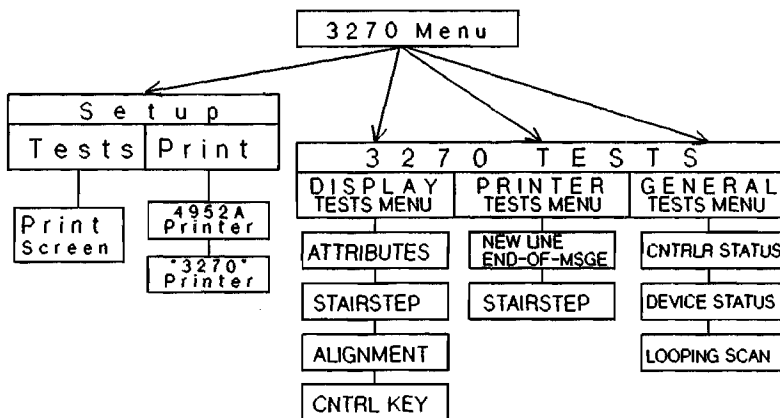 3270 Menu
Setup
Tests
Print
Print
Screen
4952A
Printer
"3270"
Printer
3270 TESTS
DISPLAY
TESTS MENU
PRINTER
TESTS MENU
GENERAL
TESTS MENU
ATTRIBUTES
STAIRSTEP
ALIGNMENT
CNTRL KEY
NEW LINE
END-OF-MSGE
STAIRSTEP
CNTRLR STATUS
DEVICE STATUS
LOOPING SCAN